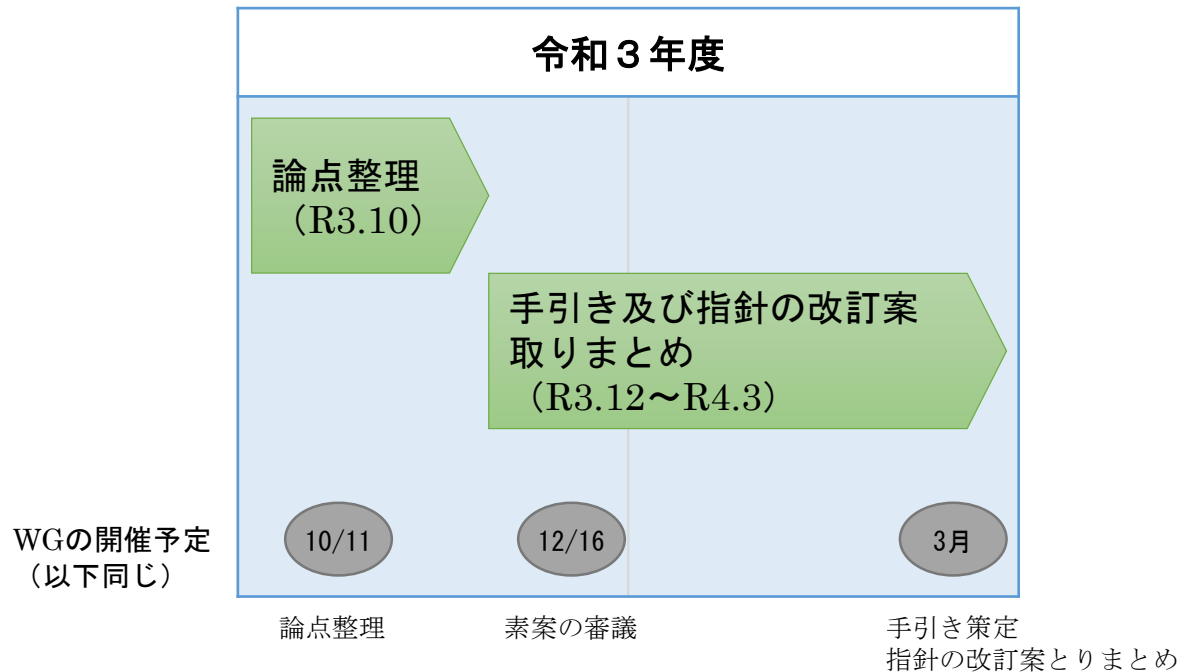 令和３年度
論点整理
（R3.10）
手引き及び指針の改訂案
取りまとめ
（R3.12～R4.3）
WGの開催予定
（以下同じ）
10/11
12/16
3月
論点整理
素案の審議
手引き策定
指針の改訂案とりまとめ